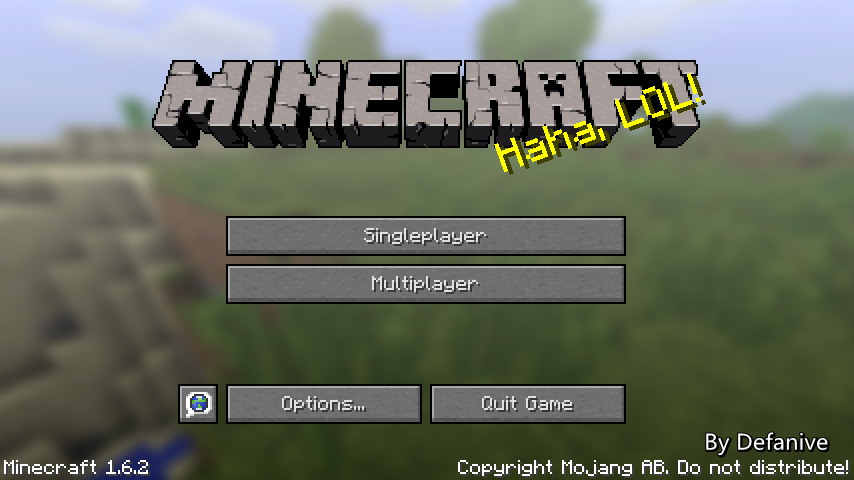 MINECRAFT
Haha, LOL!
Singleplayer
Multiplayer
Options...
Quit Game
By Defanive
Minecraft 1.6.2
Copyright Mojang AB. Do not distribute!